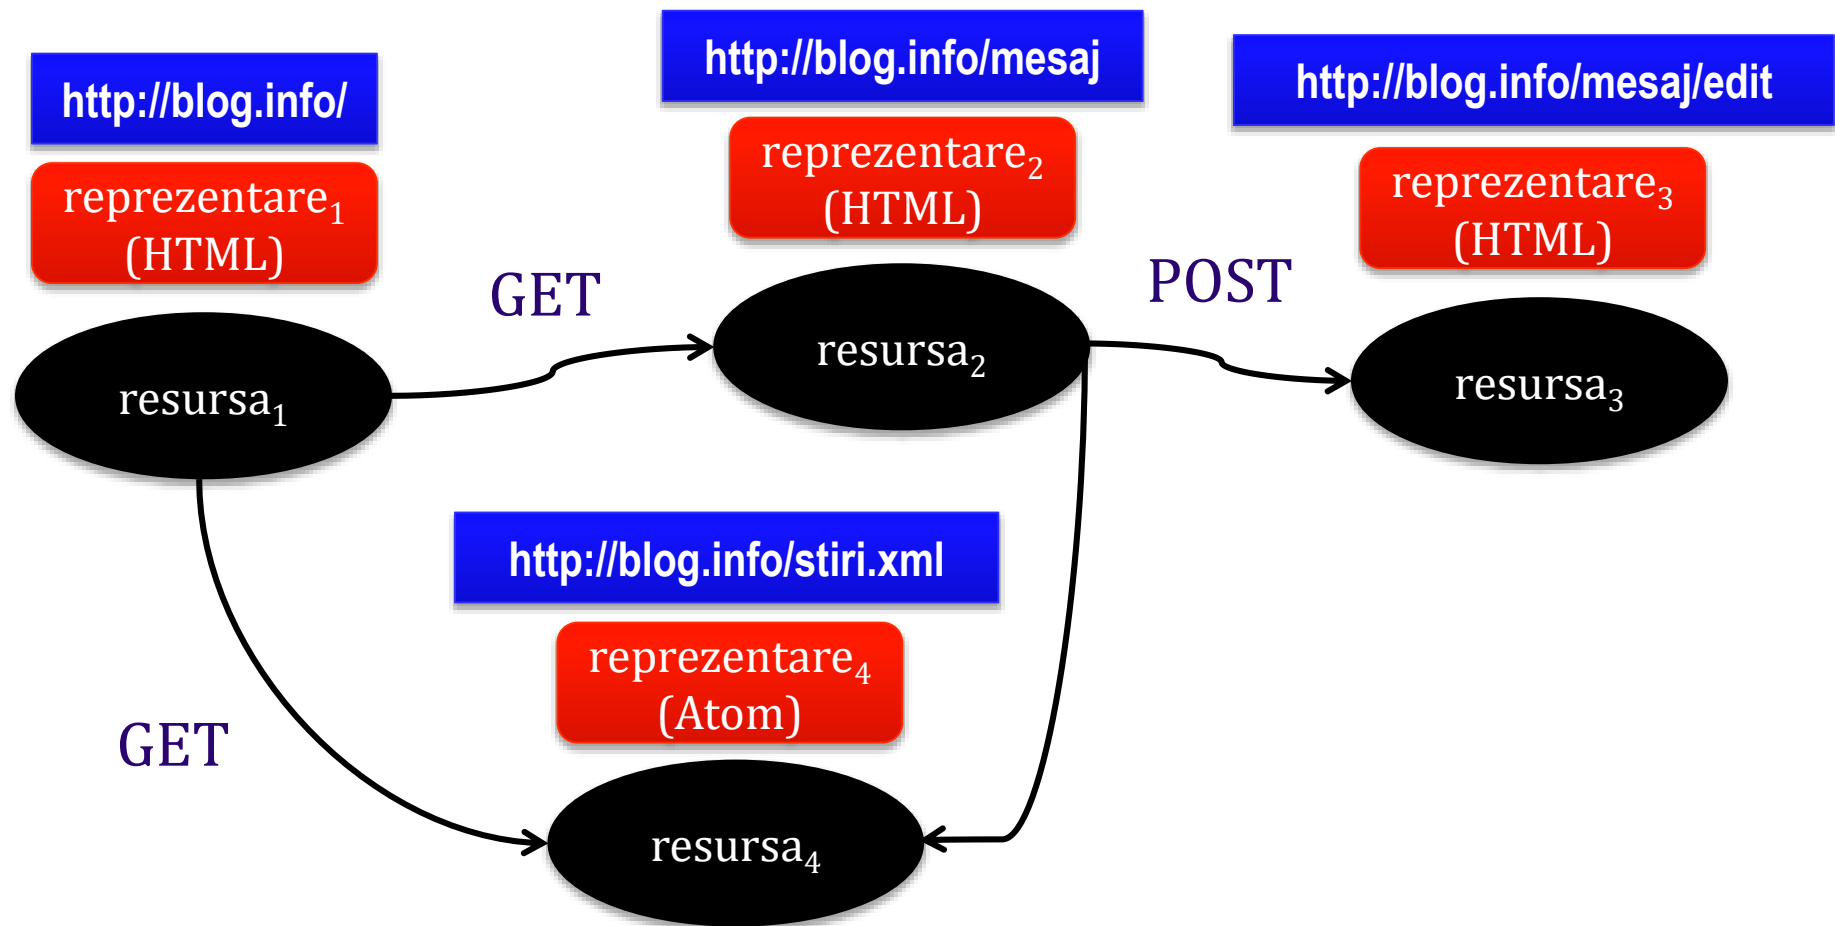 http://blog.info/
reprezentare₁
(HTML)
resursa₁
GET
http://blog.info/mesaj
reprezentare₂
(HTML)
resursa₂
POST
http://blog.info/mesaj/edit
reprezentare₃
(HTML)
resursa₃
GET
http://blog.info/stiri.xml
reprezentare₄
(Atom)
resursa₄